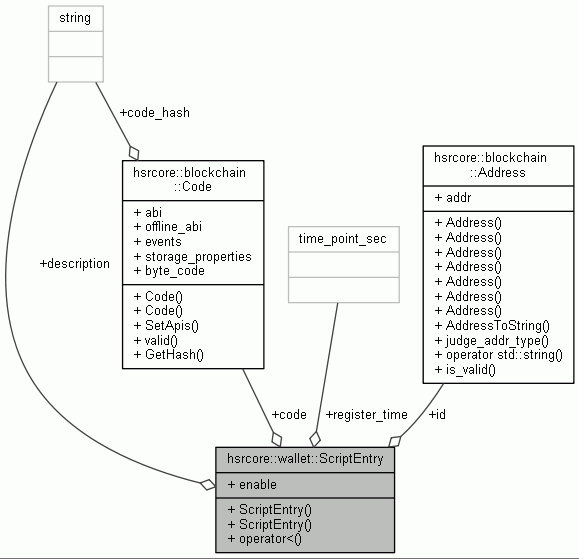 string
+code_hash
hsrcore::blockchain
::Code
+ abi
+ offline_abi
+ events
+ storage_properties
+ byte_code
+ Code()
+ Code()
+ SetApis()
+ valid()
+ GetHash()
hsrcore::blockchain
::Address
+ addr
+ Address()
+ Address()
+ Address()
+ Address()
+ Address()
+ Address()
+ Address()
+ AddressToString()
+ judge_addr_type()
+ operator std::string()
+ is_valid()
time_point_sec
+description
+code
+register_time
+id
hsrcore::wallet::ScriptEntry
+ enable
+ ScriptEntry()
+ ScriptEntry()
+ operator<()